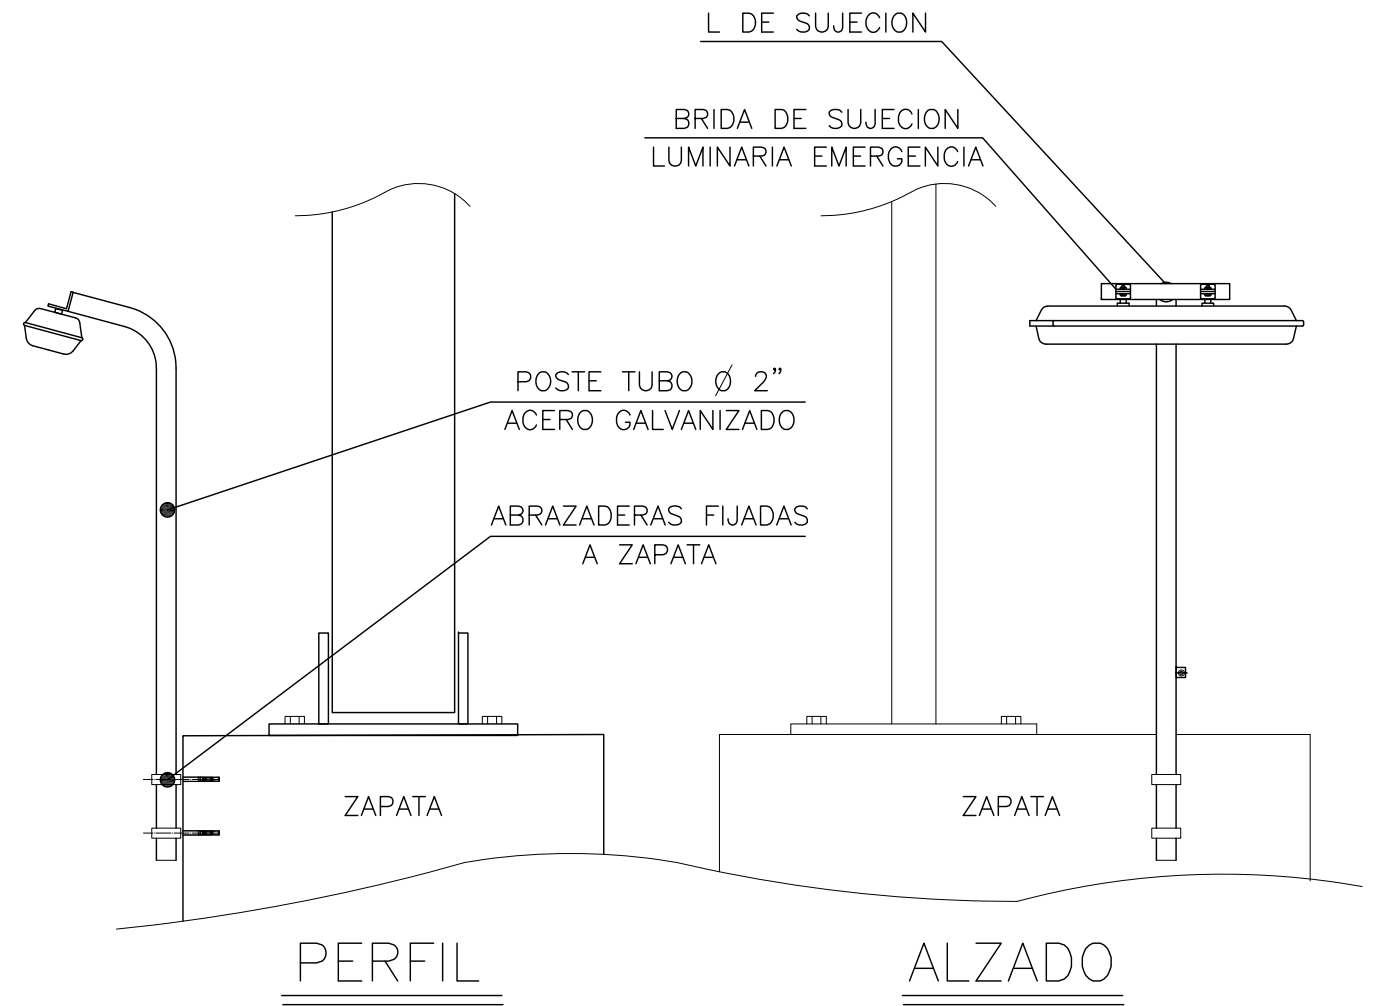 L DE SUJECION
BRIDA DE SUJECION
LUMINARIA EMERGENCIA
POSTE TUBO Ø 2”
ACERO GALVANIZADO
ABRAZADERAS FIJADAS
A ZAPATA
ZAPATA
ZAPATA
PERFIL
ALZADO